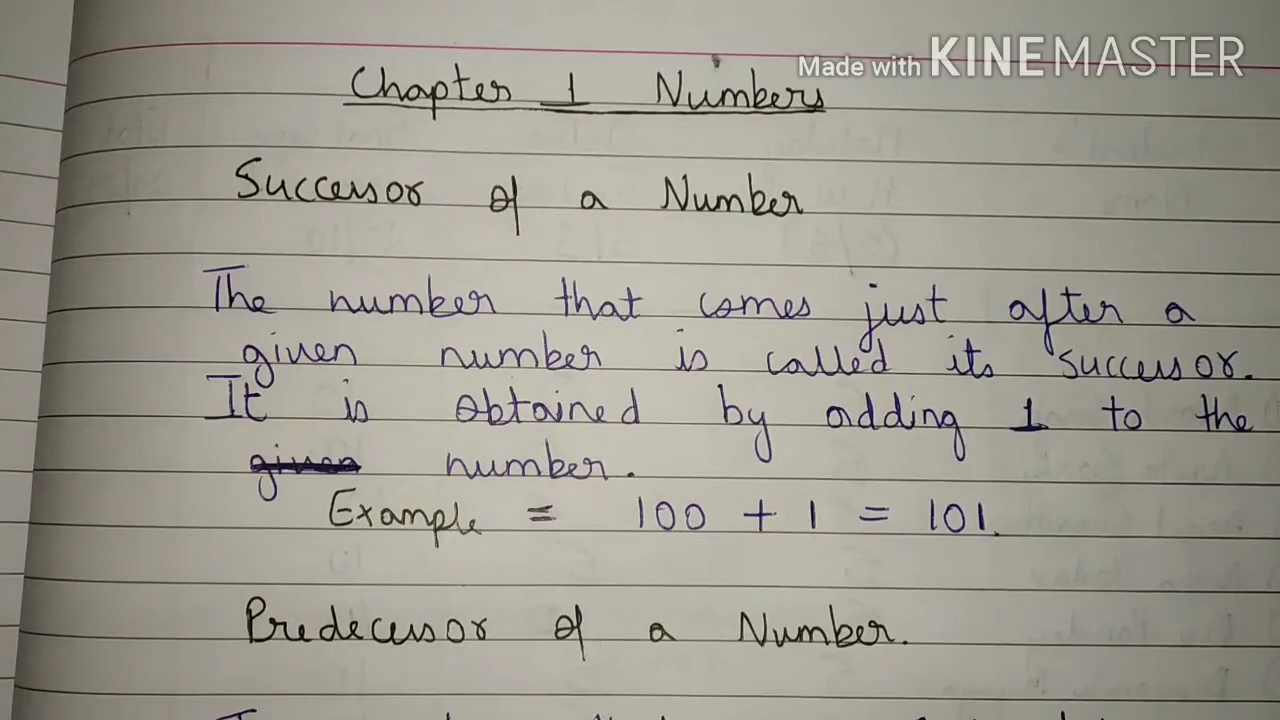 Made with KINEMASTER
Chapter 1 Numbers
Successor of a Number
The number that comes just after a
given number is called its successor.
It is obtained by adding 1 to the
number.
Example = 100 + 1 = 101.
Predecessor of a Number.